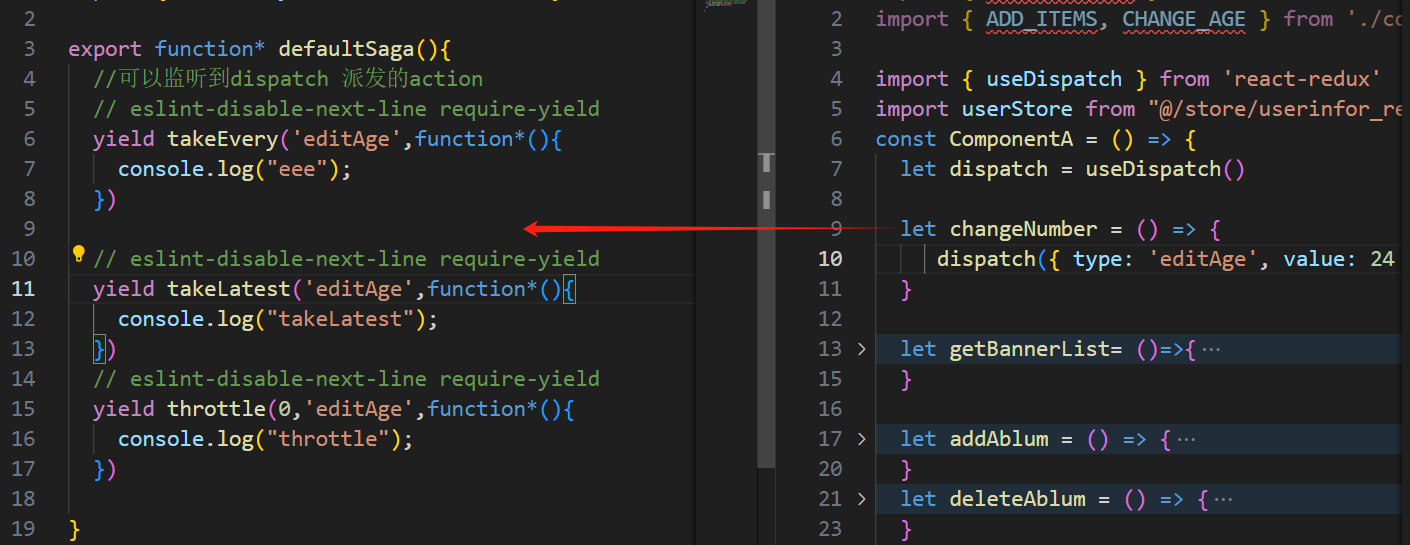 2
3 export function* defaultSaga(){
4 //可以监听到dispatch 派发的action
5 // eslint-disable-next-line require-yield
6 yield takeEvery('editAge',function*(){
7 console.log("eee");
8 })
9
10 // eslint-disable-next-line require-yield
11 yield takeLatest('editAge',function*(){
12 console.log("takeLatest");
13 })
14 // eslint-disable-next-line require-yield
15 yield throttle(0,'editAge',function*(){
16 console.log("throttle");
17 })
18
19 }
2 import { ADD_ITEMS, CHANGE_AGE } from './co
3
4 import { useDispatch } from 'react-redux'
5 import userStore from "@/store/userinfor_re
6 const ComponentA = () => {
7 let dispatch = useDispatch()
8
9 let changeNumber = () => {
10 dispatch({ type: 'editAge', value: 24
11 }
12
13 let getBannerList= ()=>{ ···
15 }
16
17 let addAblum = () => { ···
20 }
21 let deleteAblum = () => { ···
23 }